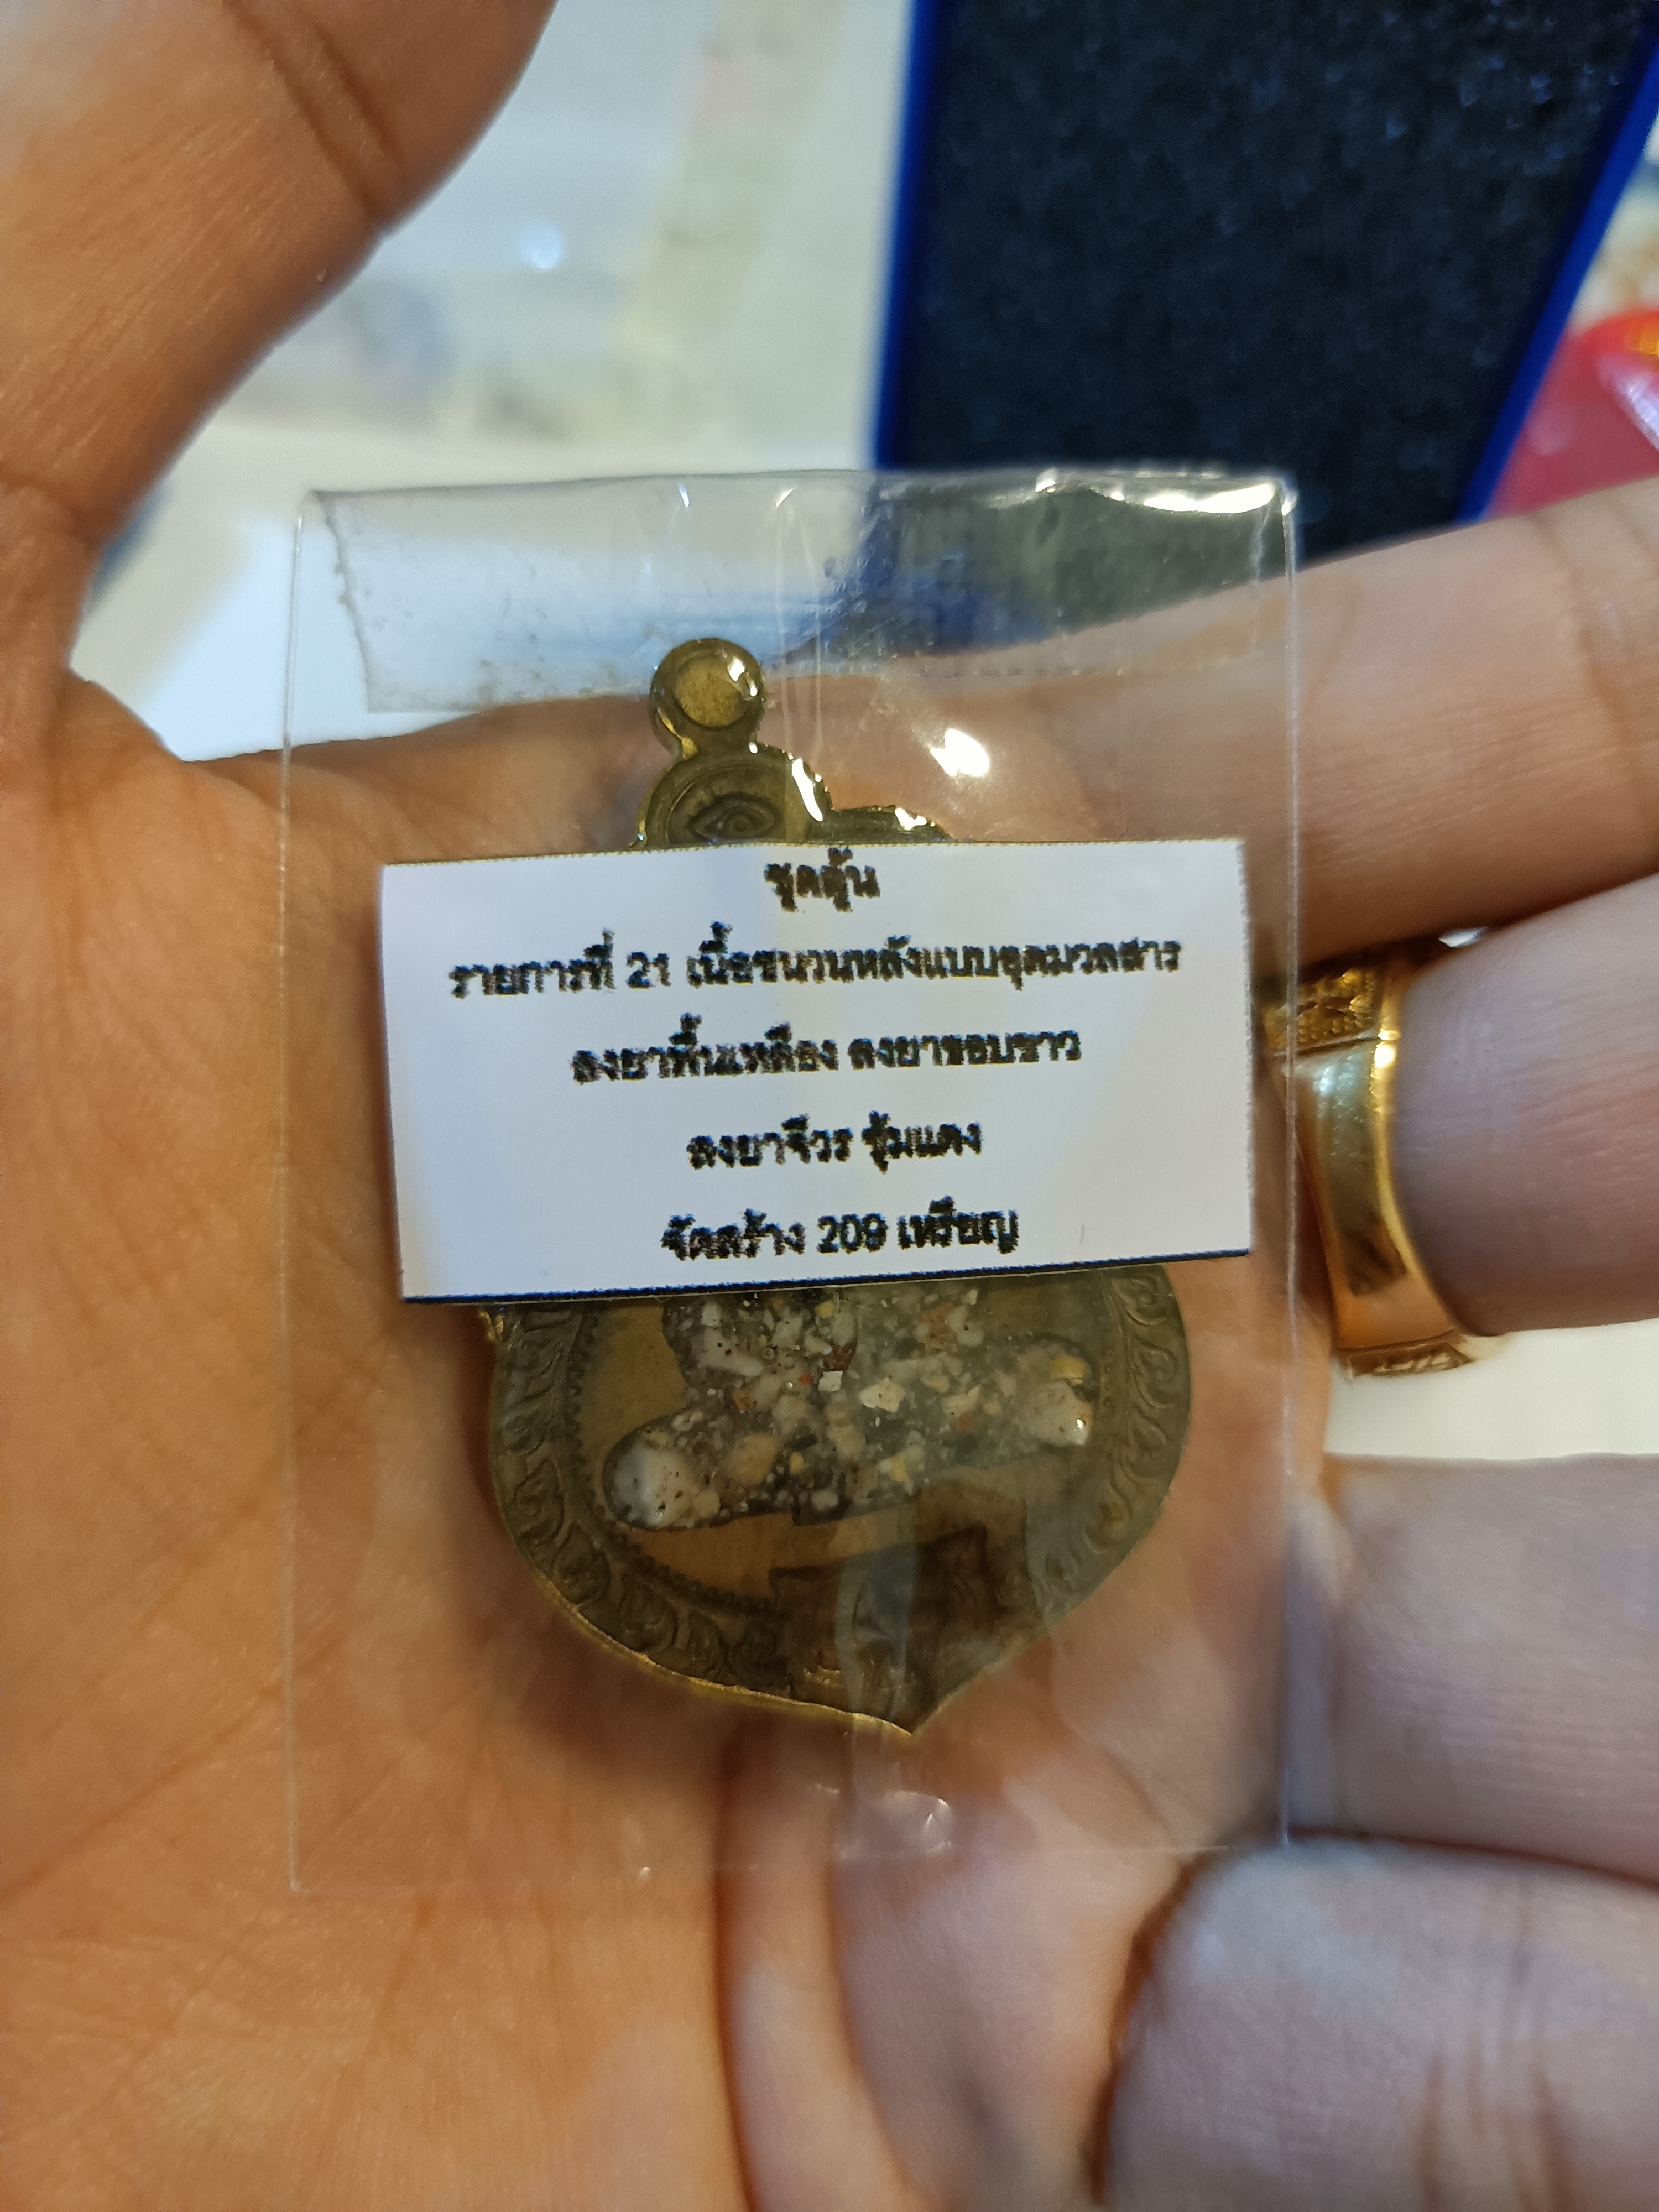 ชุดลุ้น
รายการที่ 21 เนื้อชนวนหลังแบบอุดมวลสาร
ลงยาพื้นเหลือง ลงยาขอบขาว
ลงยาจีวร ซุ้มแดง
จัดสร้าง 209 เหรียญ